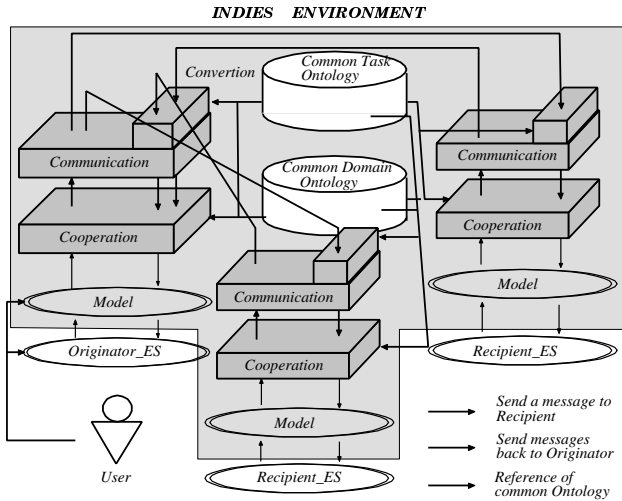 INDIES ENVIRONMENT
Common Task
Ontology
Convertion
Communication
Communication
Common Domain
Ontology
Cooperation
Cooperation
Communication
Model
Model
Originator_ES
Cooperation
Recipient_ES
Model
Send a message to
Recipient
Send messages
back to Originator
User
Recipient_ES
Reference of
common Ontology